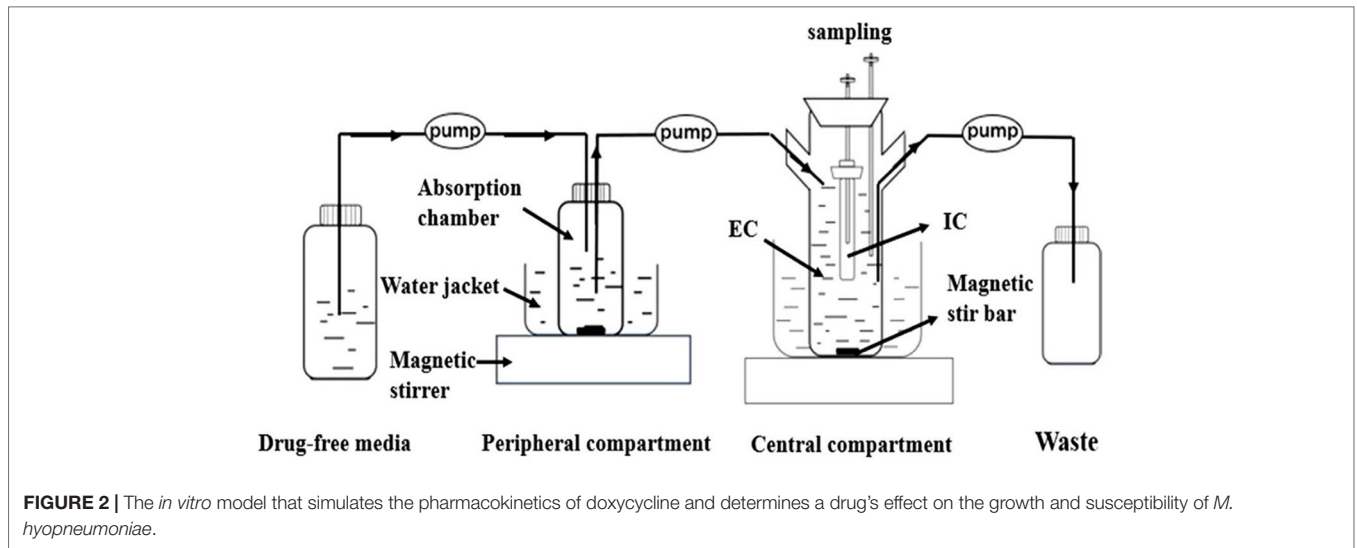 sampling
pump
pump
pump
Absorption
chamber
EC
IC
Water jacket
Magnetic
stir bar
Magnetic
stirrer
Drug-free media
Peripheral compartment
Central compartment
Waste
FIGURE 2 | The in vitro model that simulates the pharmacokinetics of doxycycline and determines a drug's effect on the growth and susceptibility of M.
hyopneumoniae.